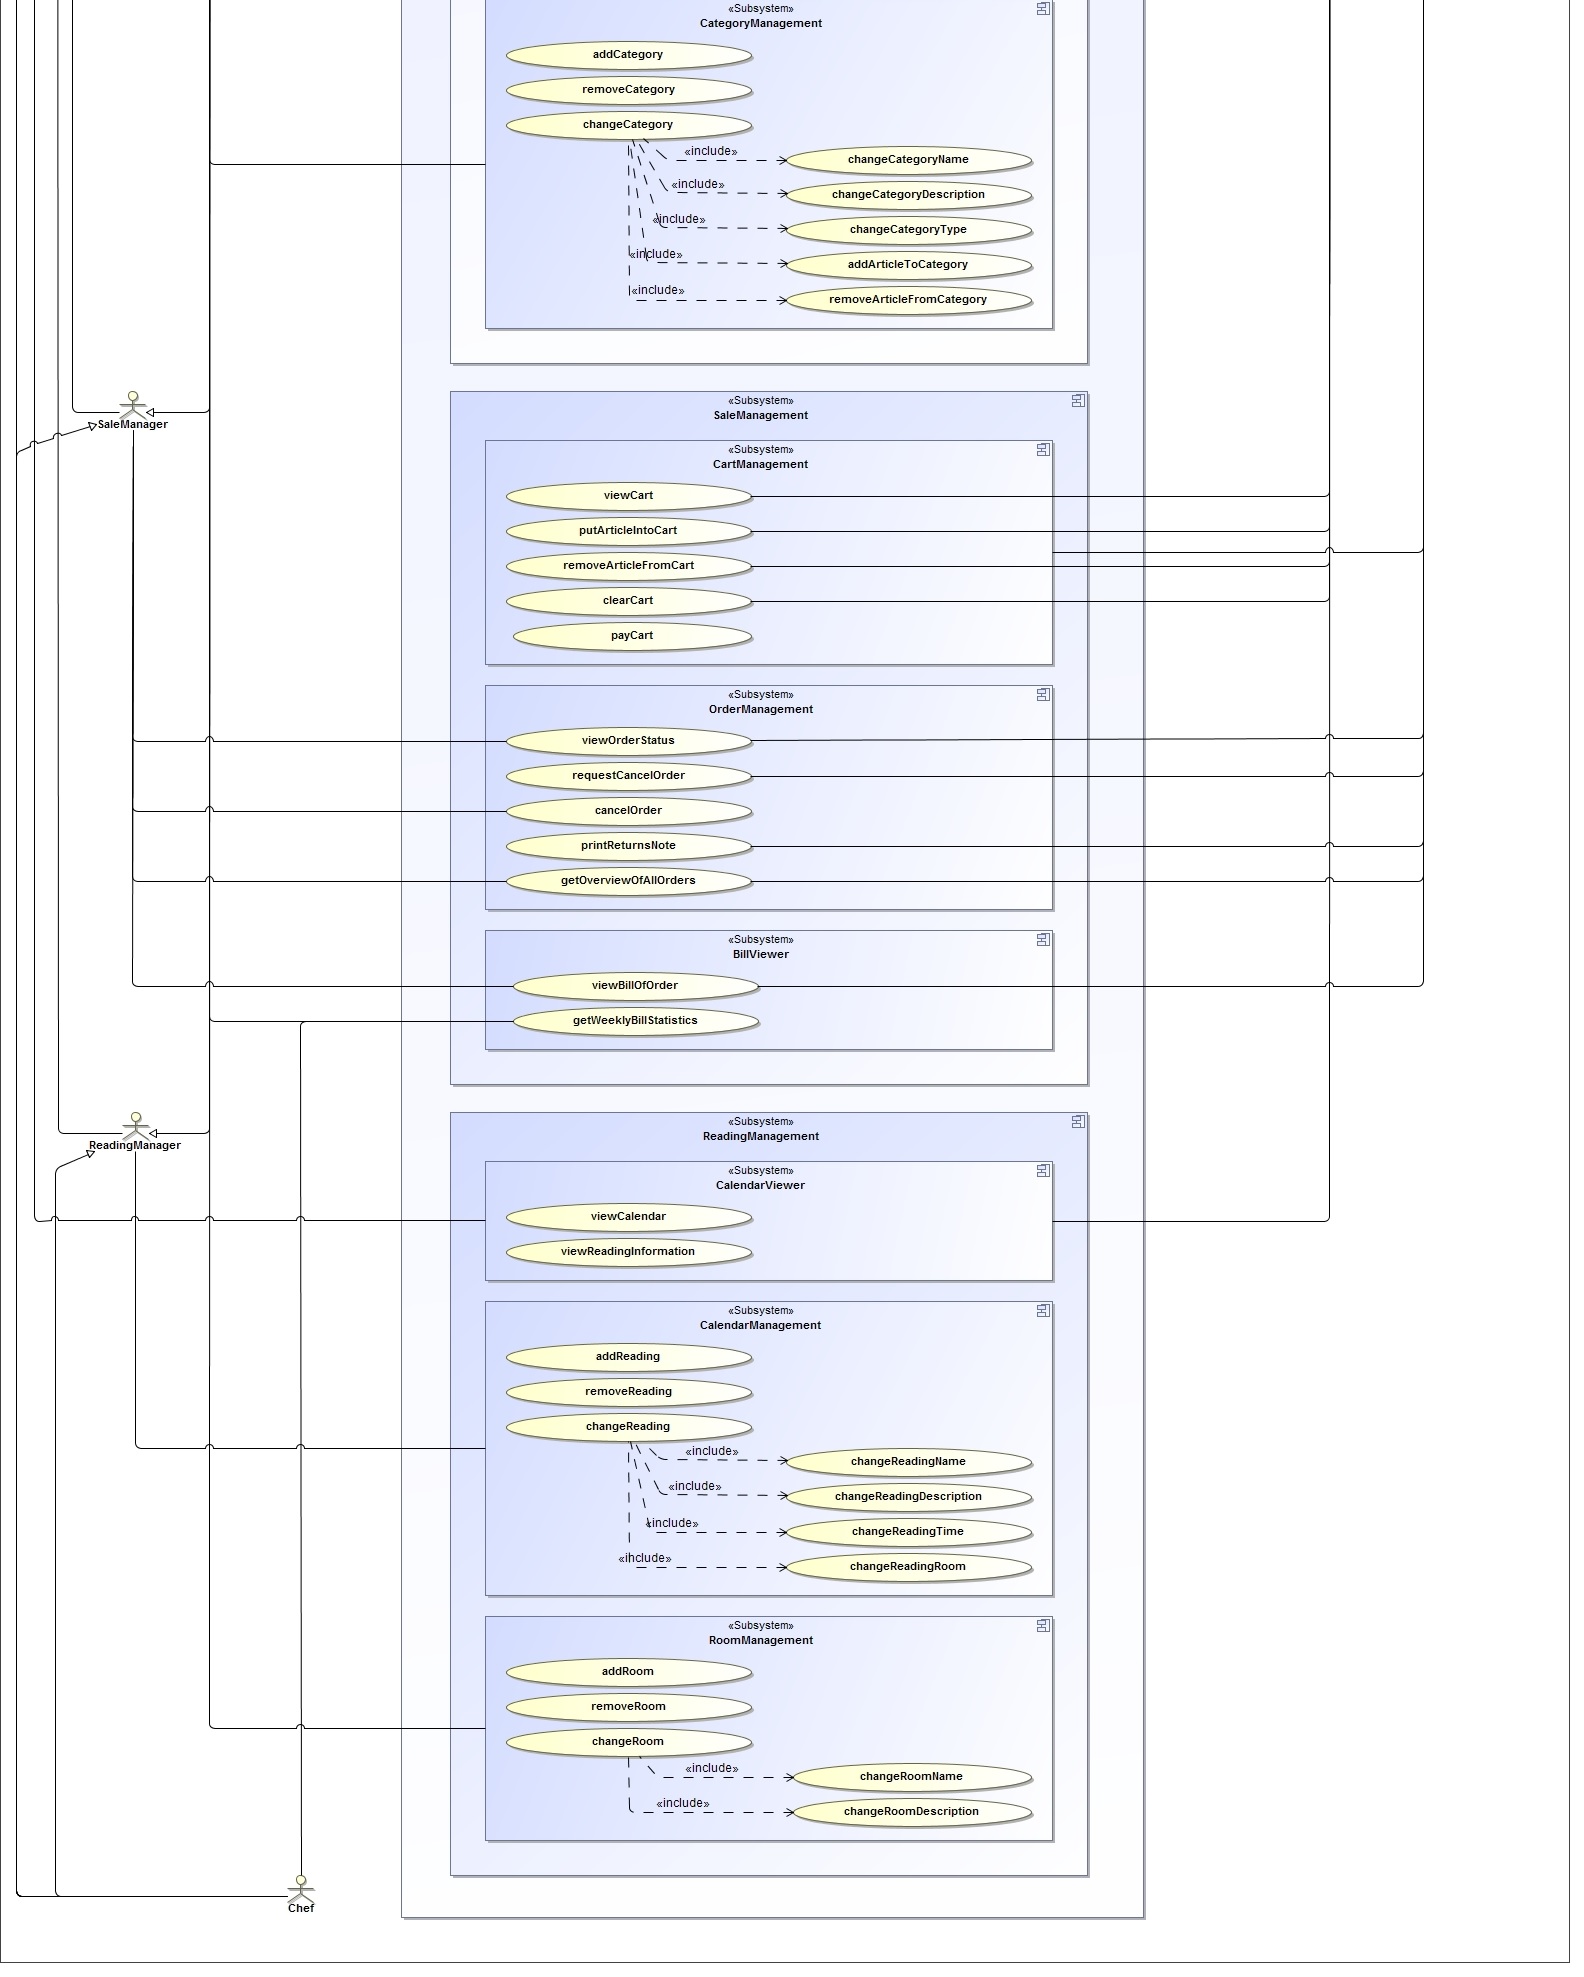 «Subsystem»
CategoryManagement
addCategory
removeCategory
changeCategory
«include»
changeCategoryName
«include»
changeCategoryDescription
«include»
changeCategoryType
«include»
addArticleToCategory
«include»
removeArticleFromCategory
SaleManager
«Subsystem»
SaleManagement
«Subsystem»
CartManagement
viewCart
putArticleIntoCart
removeArticleFromCart
clearCart
payCart
«Subsystem»
OrderManagement
viewOrderStatus
requestCancelOrder
cancelOrder
printReturnsNote
getOverviewOfAllOrders
«Subsystem»
BillViewer
viewBillOfOrder
getWeeklyBillStatistics
ReadingManager
«Subsystem»
ReadingManagement
«Subsystem»
CalendarViewer
viewCalendar
viewReadingInformation
«Subsystem»
CalendarManagement
addReading
removeReading
changeReading
«include»
changeReadingName
«include»
changeReadingDescription
«include»
changeReadingTime
«include»
changeReadingRoom
«Subsystem»
RoomManagement
addRoom
removeRoom
changeRoom
«include»
changeRoomName
«include»
changeRoomDescription
Chef